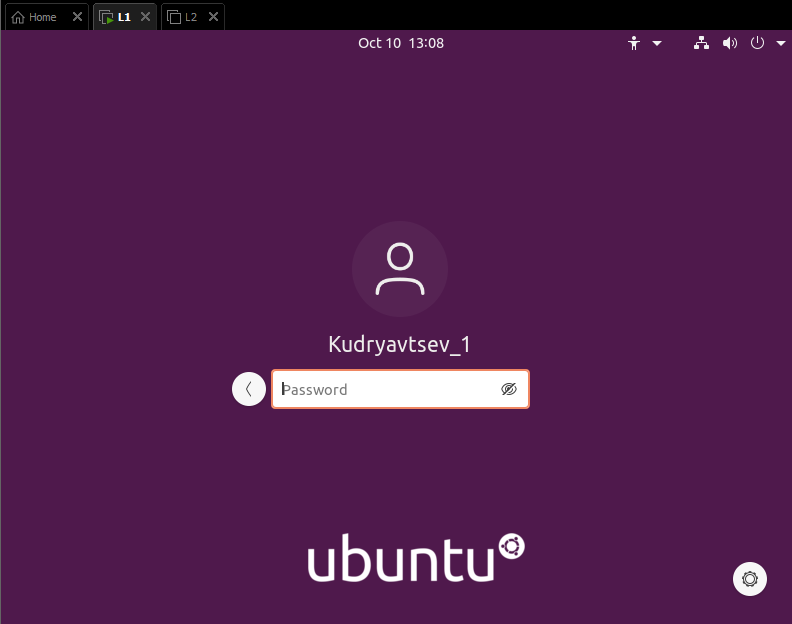 Home L1 L2
Oct 10 13:08
Kudryavtsev_1
Password
ubuntu